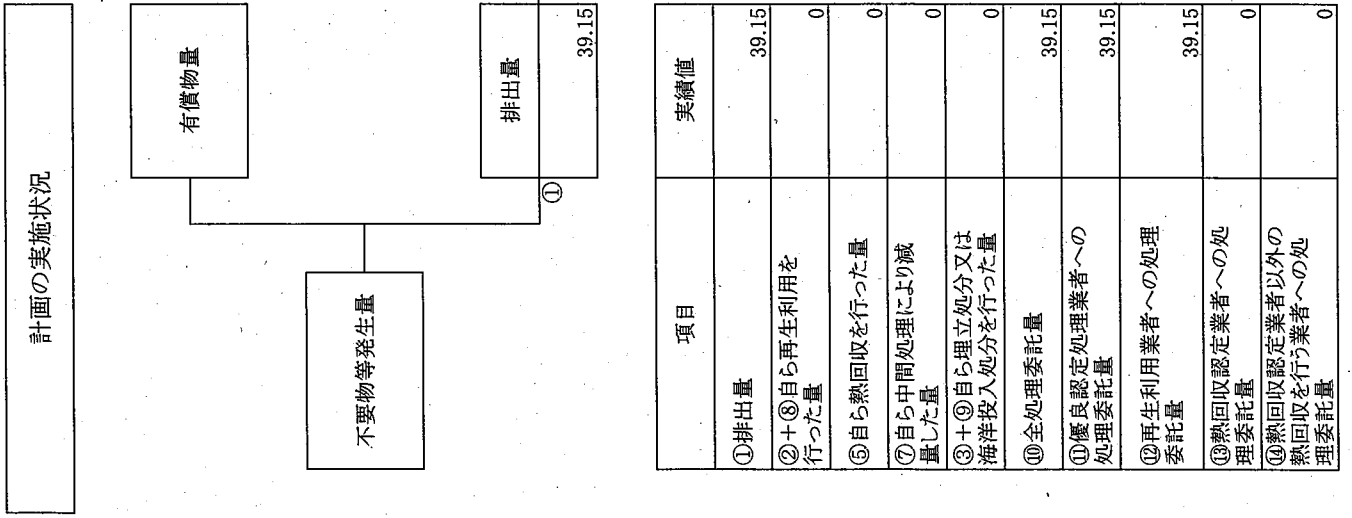 計画の実施状況
有償物量
不要物等発生量
排出量
①
39.15
項目
実績値
①排出量
39.15
②+⑧自ら再生利用を
行った量
0
⑤自ら熱回収を行った量
0
⑦自ら中間処理により減
量した量
0
③+⑨自ら埋立処分又は
海洋投入処分を行った量
0
⑩全処理委託量
39.15
⑪優良認定処理業者への
処理委託量
39.15
⑫再生利用業者への処理
委託量
39.15
⑬熱回収認定業者への処
理委託量
0
⑭熱回収認定業者以外の
熱回収を行う業者への処
理委託量
0